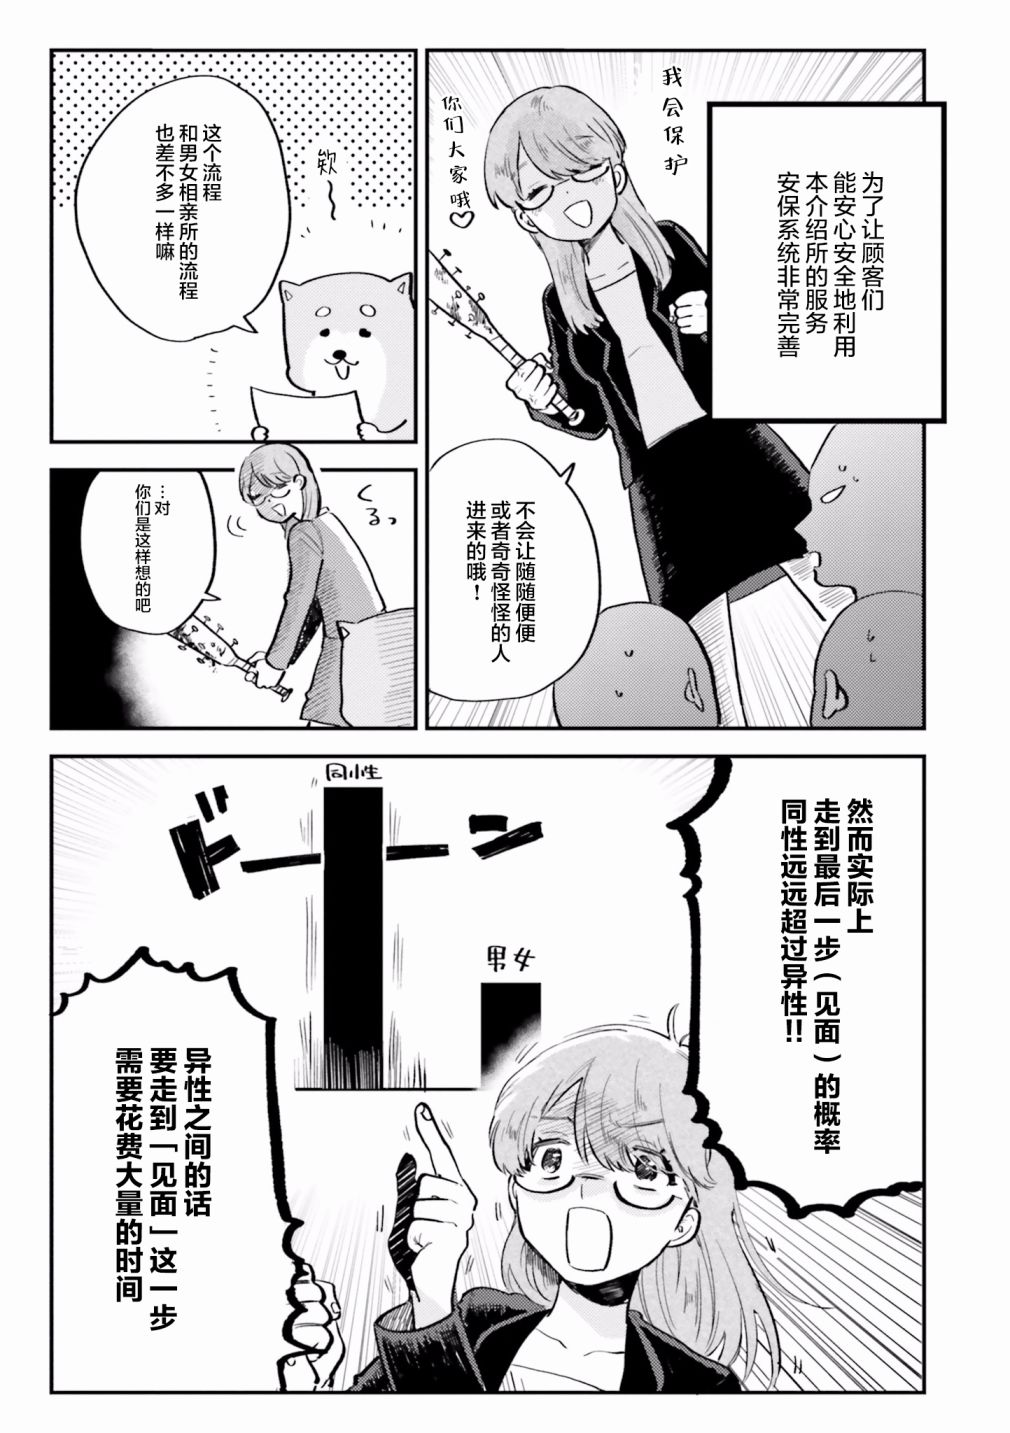 为了让顾客们
能安心安全地利用
本介绍所的服务
安保系统非常完善
我会保护
你们大家哦♡
不会让随随便便
或者奇奇怪怪的人
进来的哦！
欸〜
这个流程
和男女相亲所的流程
也差不多一样嘛
くるっ
…对
你们是这样想的吧
然而实际上
走到最后一步(见面)的概率
同性远远超过异性!!
ドーン
同小生
男女
异性之间的话
要走到「见面」这一步
需要花费大量的时间